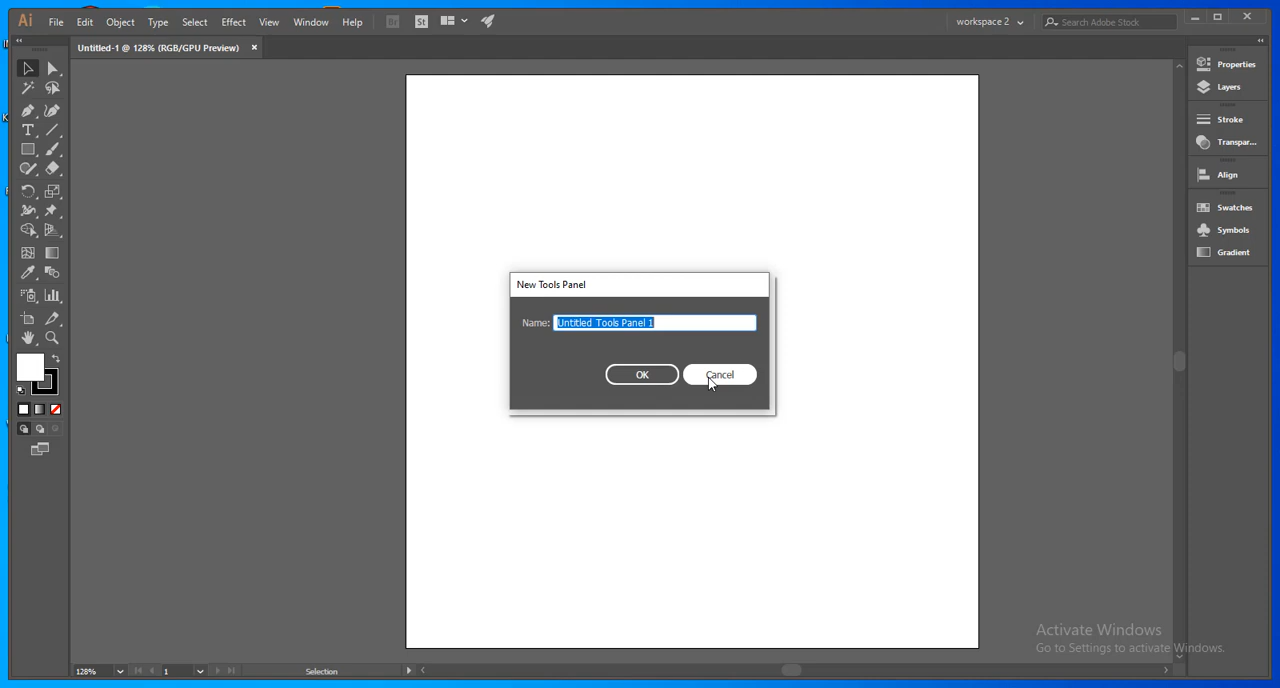 Ai File Edit Object Type Select Effect View Window Help Br St workspace 2 Search Adobe Stock
Untitled-1 @ 128% (RGB/GPU Preview)
Properties
Layers
Stroke
Transpar...
Align
Swatches
Symbols
Gradient
New Tools Panel
Name: Untitled Tools Panel 1
OK Cancel
Activate Windows
Go to Settings to activate Windows.
128% 1 Selection